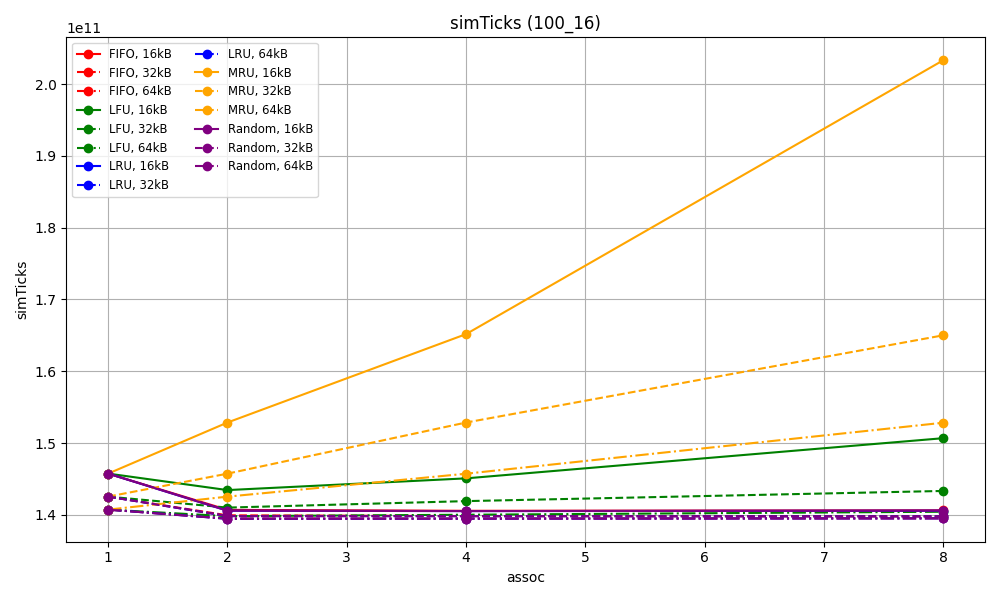 simTicks (100_16)
1e11
FIFO, 16kB
FIFO, 32kB
FIFO, 64kB
LFU, 16kB
LFU, 32kB
LFU, 64kB
LRU, 16kB
LRU, 32kB
LRU, 64kB
MRU, 16kB
MRU, 32kB
MRU, 64kB
Random, 16kB
Random, 32kB
Random, 64kB
2.0
1.9
1.8
1.7
1.6
1.5
1.4
simTicks
1 2 3 4 5 6 7 8
assoc